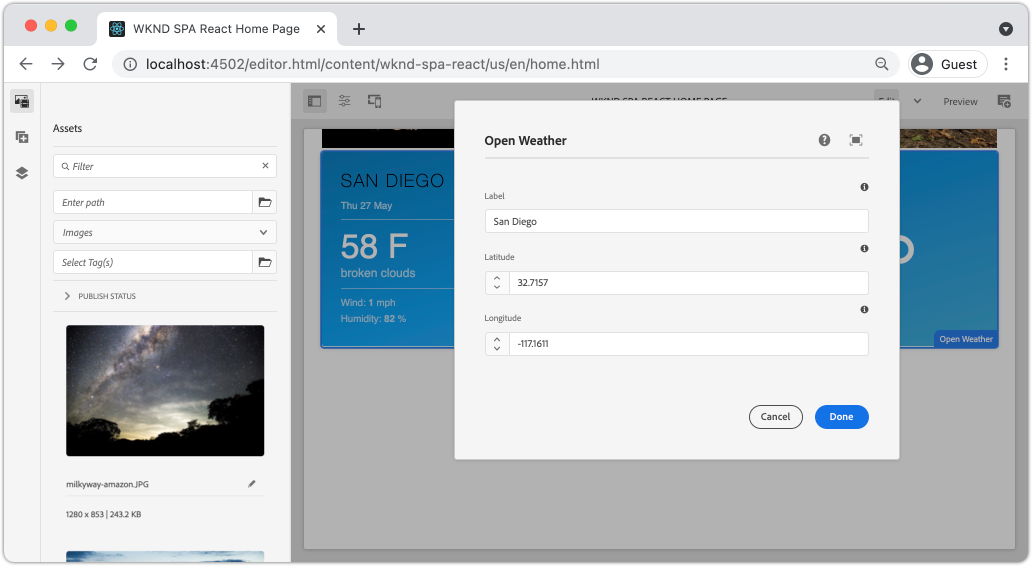 WKND SPA React Home Page
localhost:4502/editor.html/content/wknd-spa-react/us/en/home.html
Guest
Assets
Filter
Enter path
Images
Select Tag(s)
PUBLISH STATUS
milkyway-amazon.JPG
1280 x 853 | 243.2 KB
WKND SPA REACT HOME PAGE
Edit
Preview
SAN DIEGO
Thu 27 May
58 F
broken clouds
Wind: 1 mph
Humidity: 82 %
Open Weather
Open Weather
Label
San Diego
Latitude
32.7157
Longitude
-117.1611
Cancel
Done